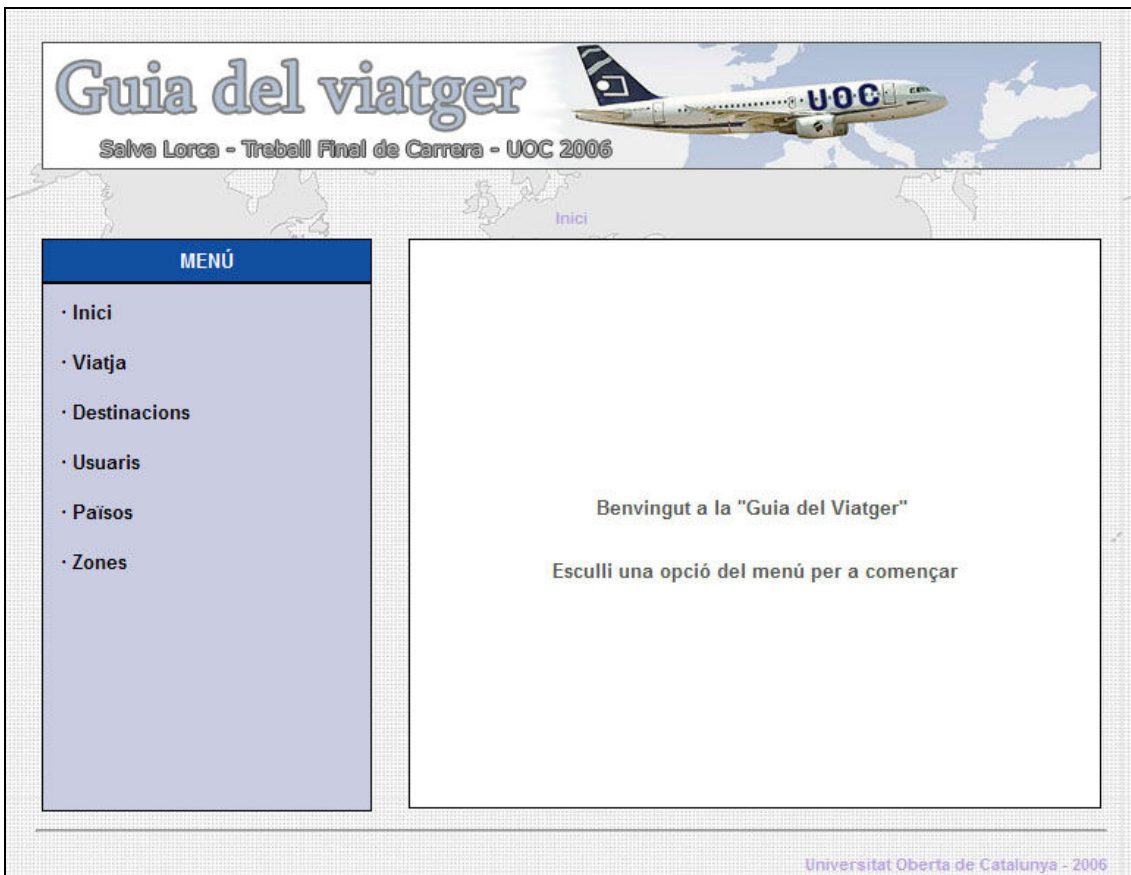 Guia del viatger
UOC
Salva Lorca - Treball Final de Carrera - UOC 2006
Inici
MENÚ
· Inici
· Viatja
· Destinacions
· Usuaris
· Països
· Zones
Benvingut a la "Guia del Viatger"
Esculli una opció del menú per a començar
Universitat Oberta de Catalunya - 2006